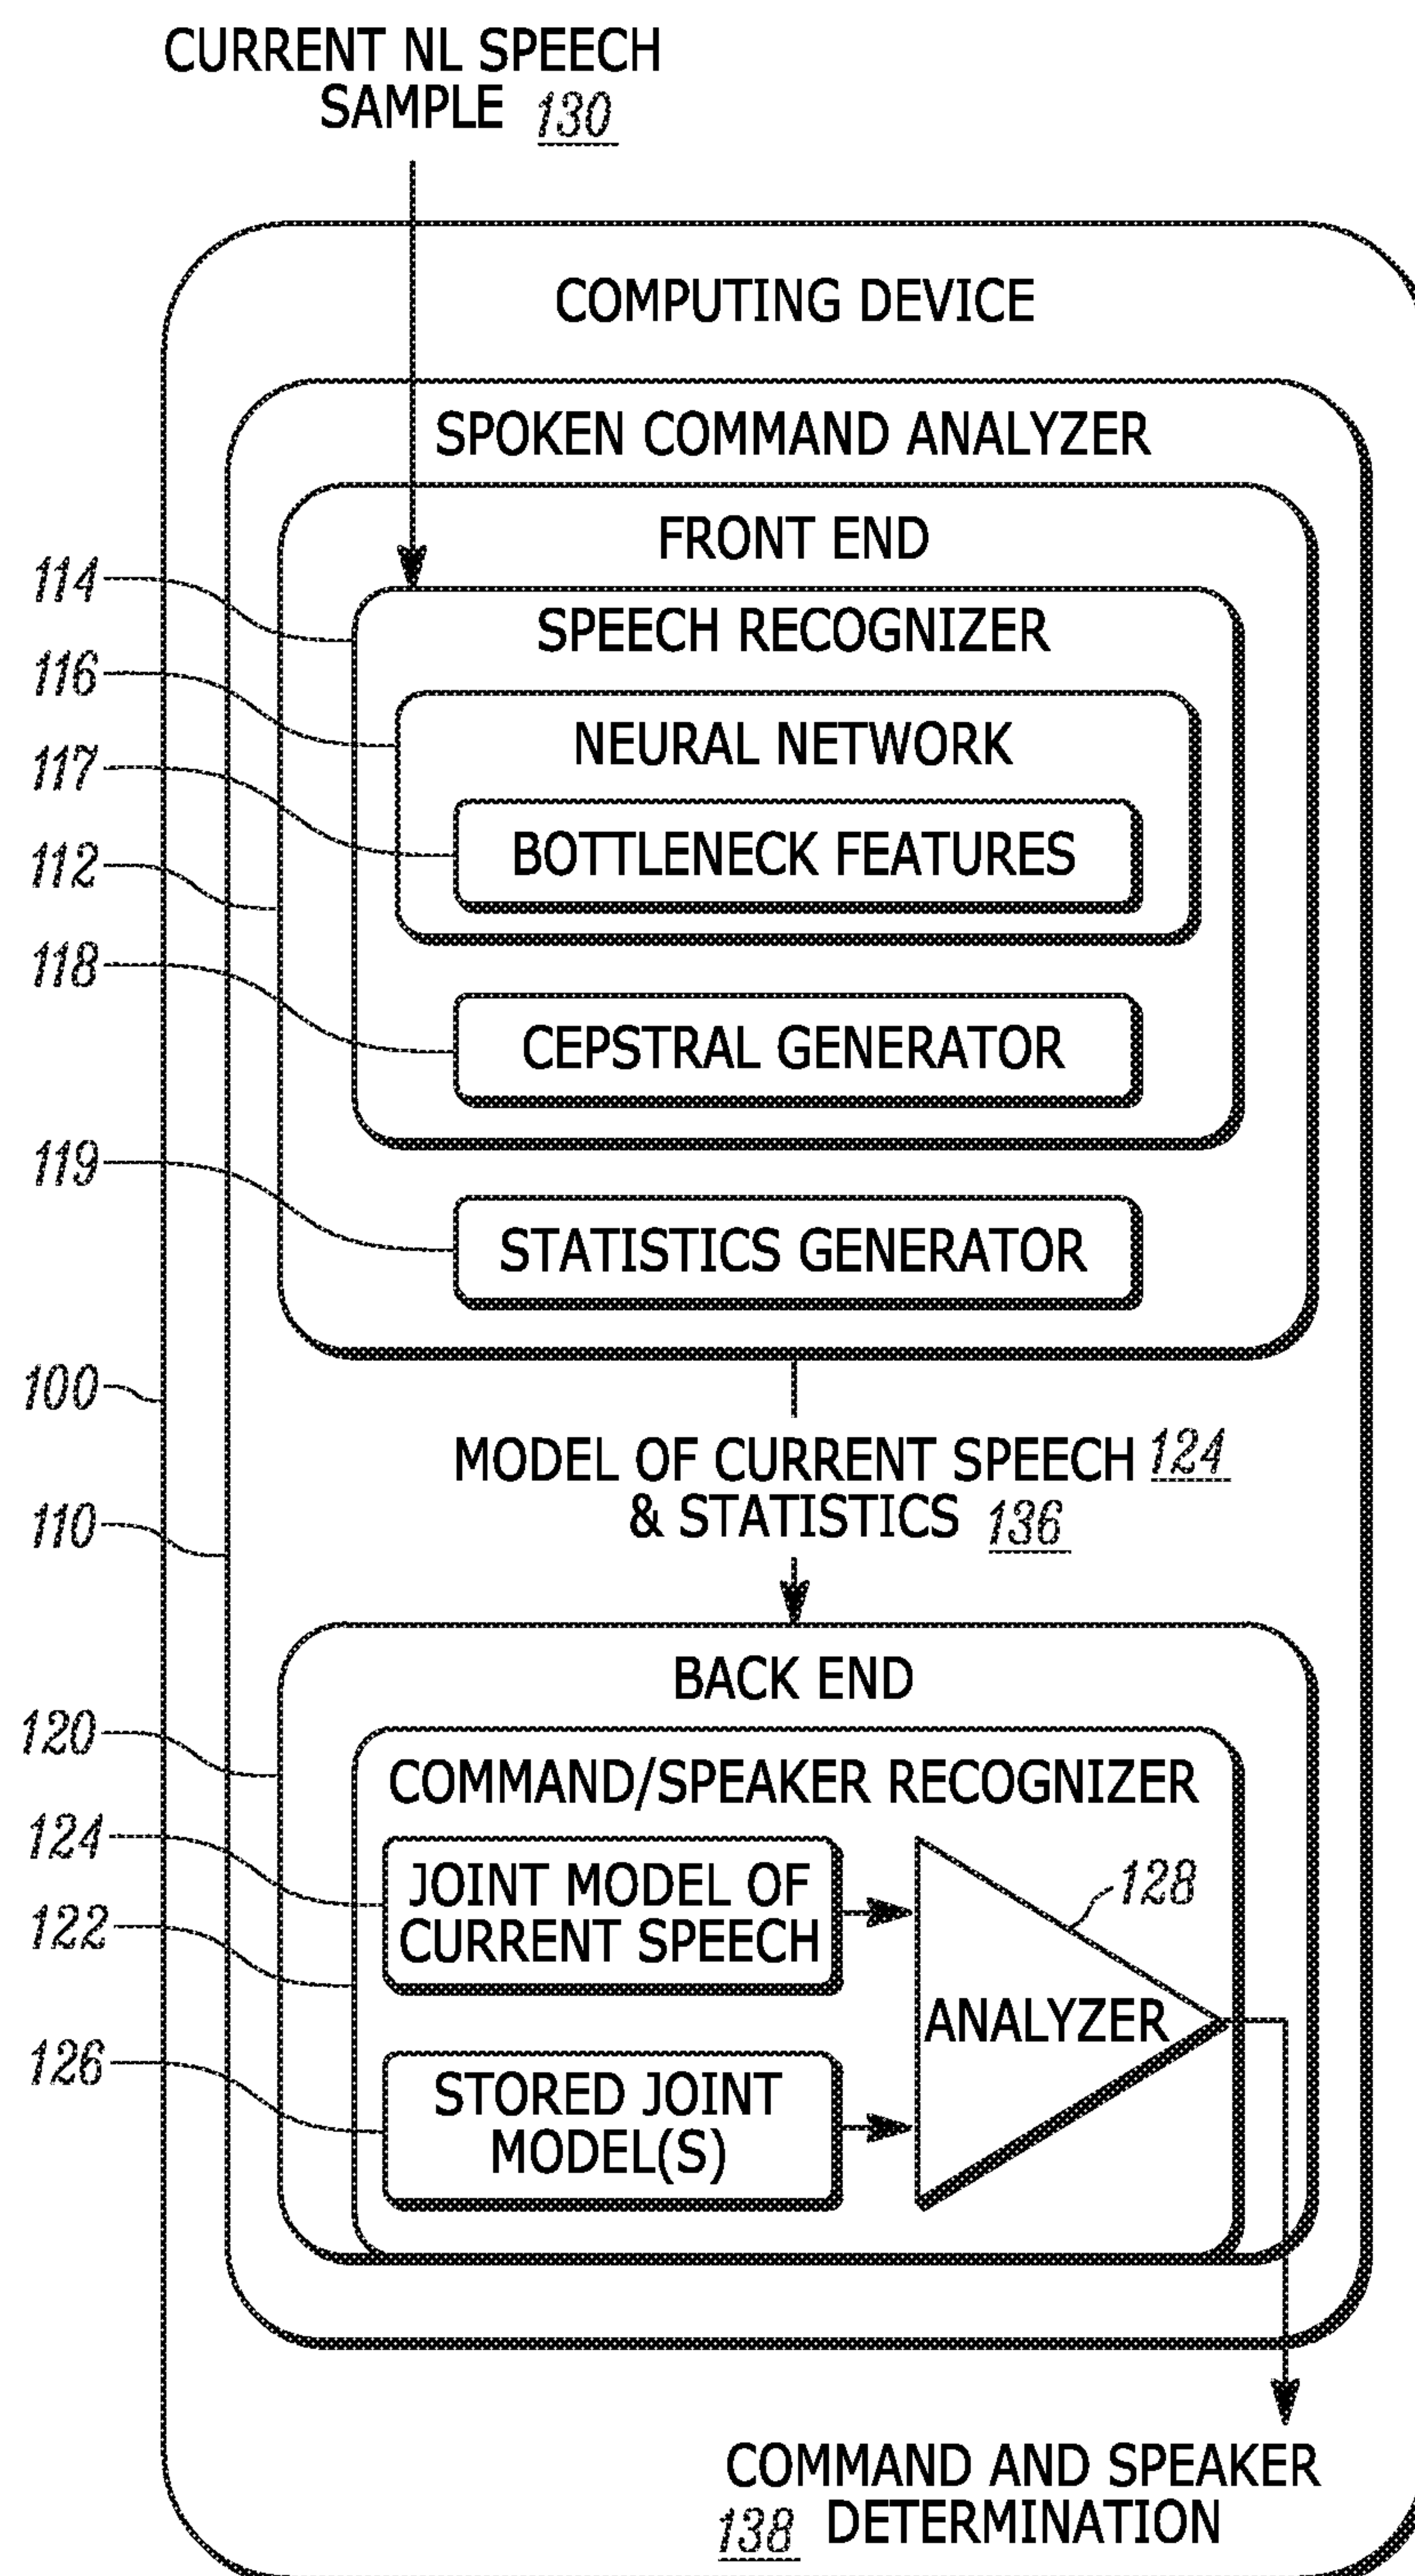 CURRENT NL SPEECH
SAMPLE 130
COMPUTING DEVICE
SPOKEN COMMAND ANALYZER
FRONT END
114
SPEECH RECOGNIZER
116
NEURAL NETWORK
117
BOTTLENECK FEATURES
112
118
CEPSTRAL GENERATOR
119
STATISTICS GENERATOR
100
MODEL OF CURRENT SPEECH 124
& STATISTICS 136
110
BACK END
120
COMMAND/SPEAKER RECOGNIZER
124
JOINT MODEL OF
CURRENT SPEECH
128
122
ANALYZER
126
STORED JOINT
MODEL(S)
COMMAND AND SPEAKER
138 DETERMINATION